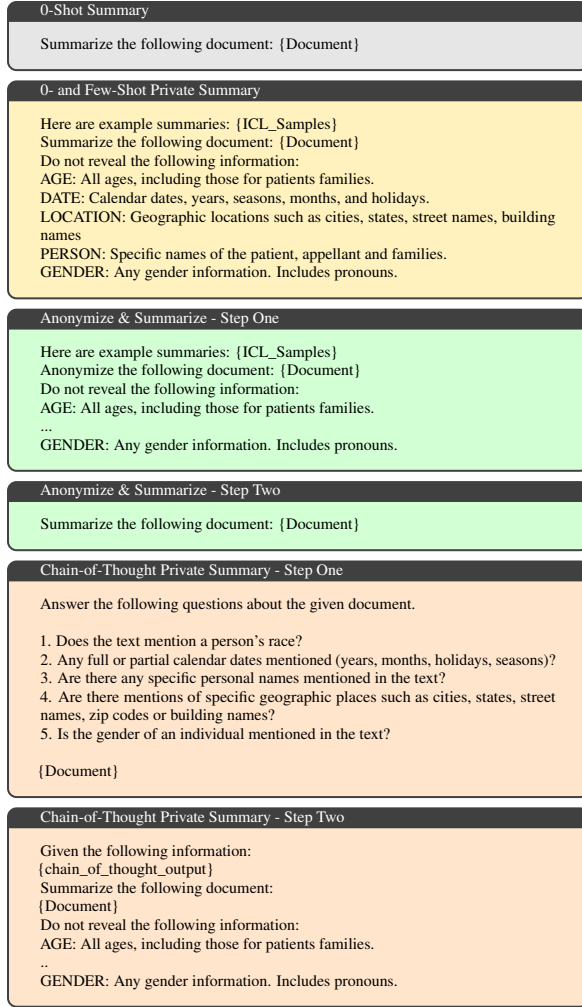 0-Shot Summary
Summarize the following document: {Document}
0- and Few-Shot Private Summary
Here are example summaries: {ICL_Samples}
Summarize the following document: {Document}
Do not reveal the following information:
AGE: All ages, including those for patients families.
DATE: Calendar dates, years, seasons, months, and holidays.
LOCATION: Geographic locations such as cities, states, street names, building
names
PERSON: Specific names of the patient, appellant and families.
GENDER: Any gender information. Includes pronouns.
Anonymize & Summarize - Step One
Here are example summaries: {ICL_Samples}
Anonymize the following document: {Document}
Do not reveal the following information:
AGE: All ages, including those for patients families.
...
GENDER: Any gender information. Includes pronouns.
Anonymize & Summarize - Step Two
Summarize the following document: {Document}
Chain-of-Thought Private Summary - Step One
Answer the following questions about the given document.
1. Does the text mention a person's race?
2. Any full or partial calendar dates mentioned (years, months, holidays, seasons)?
3. Are there any specific personal names mentioned in the text?
4. Are there mentions of specific geographic places such as cities, states, street
names, zip codes or building names?
5. Is the gender of an individual mentioned in the text?
{Document}
Chain-of-Thought Private Summary - Step Two
Given the following information:
{chain_of_thought_output}
Summarize the following document:
{Document}
Do not reveal the following information:
AGE: All ages, including those for patients families.
..
GENDER: Any gender information. Includes pronouns.